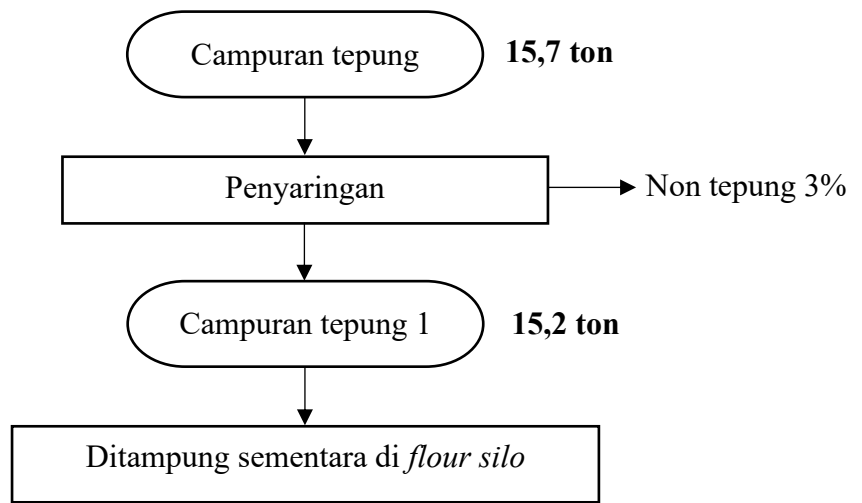 Campuran tepung
15,7 ton
Penyaringan
Non tepung 3%
Campuran tepung 1
15,2 ton
Ditampung sementara di flour silo